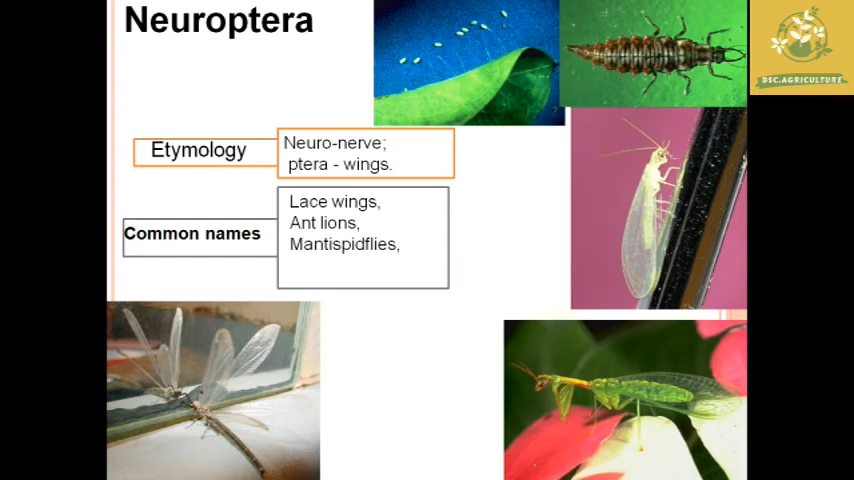 Neuroptera
DSC.AGRICULTURE
Etymology
Neuro-nerve;
ptera - wings.
Common names
Lace wings,
Ant lions,
Mantispidflies,